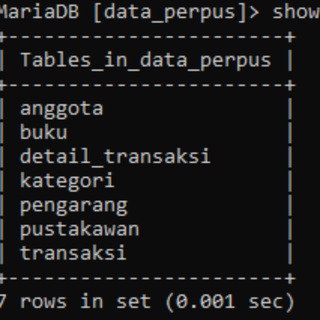 MariaDB [data_perpus]> show
+------------------------+
| Tables_in_data_perpus |
+------------------------+
| anggota |
| buku |
| detail_transaksi |
| kategori |
| pengarang |
| pustakawan |
| transaksi |
+------------------------+
7 rows in set (0.001 sec)